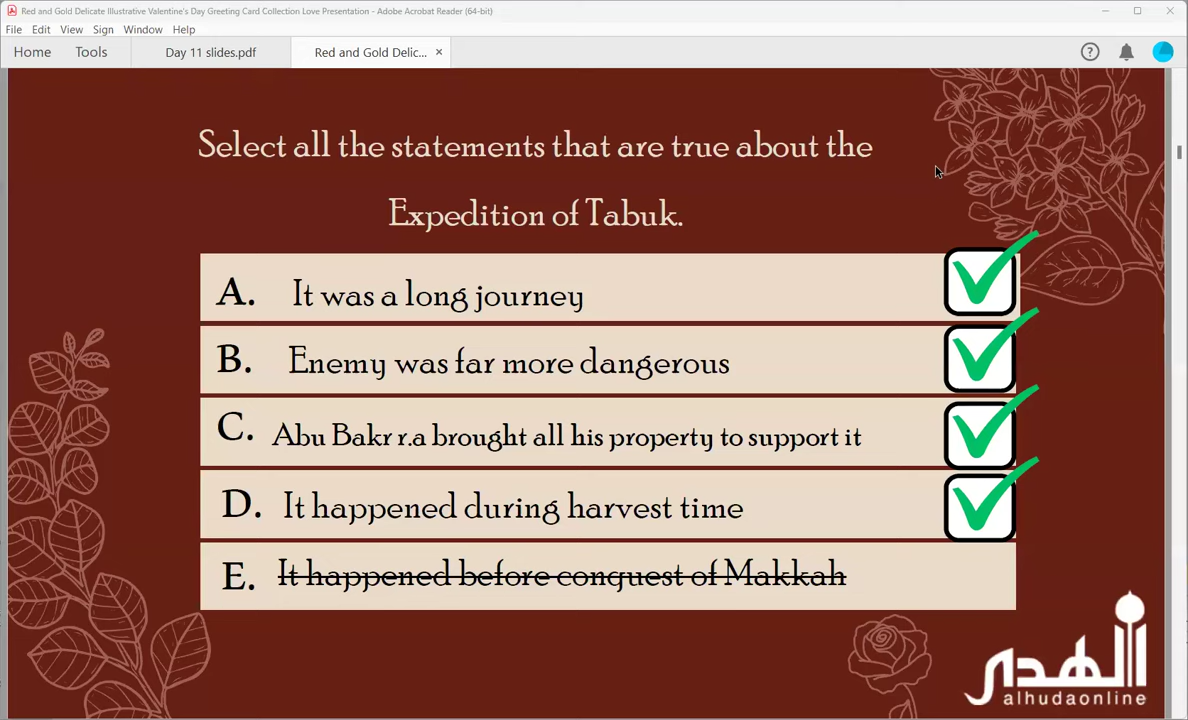 Red and Gold Delicate Illustrative Valentine's Day Greeting Card Collection Love Presentation - Adobe Acrobat Reader (64-bit)
File Edit View Sign Window Help
Home Tools Day 11 slides.pdf Red and Gold Delic... ×
Select all the statements that are true about the
Expedition of Tabuk.
A. It was a long journey
B. Enemy was far more dangerous
C. Abu Bakr r.a brought all his property to support it
D. It happened during harvest time
E. It happened before conquest of Makkah
الهدى
alhudaonline